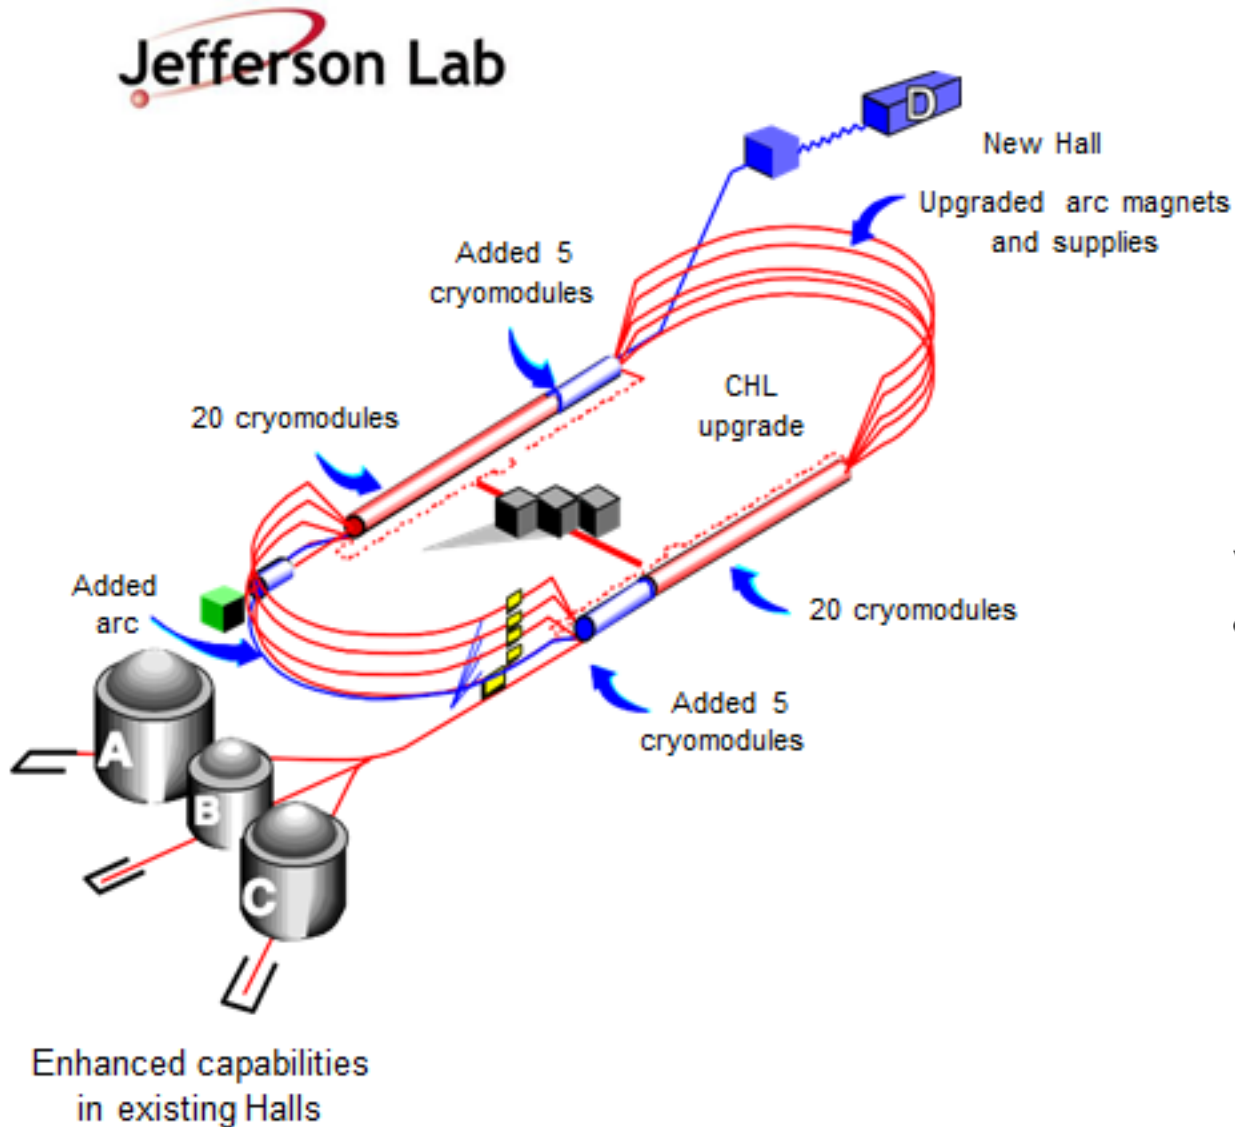 Jefferson Lab
D
New Hall
Upgraded arc magnets
and supplies
Added 5
cryomodules
CHL
upgrade
20 cryomodules
Added
arc
20 cryomodules
Added 5
cryomodules
A
B
C
Enhanced capabilities
in existing Halls